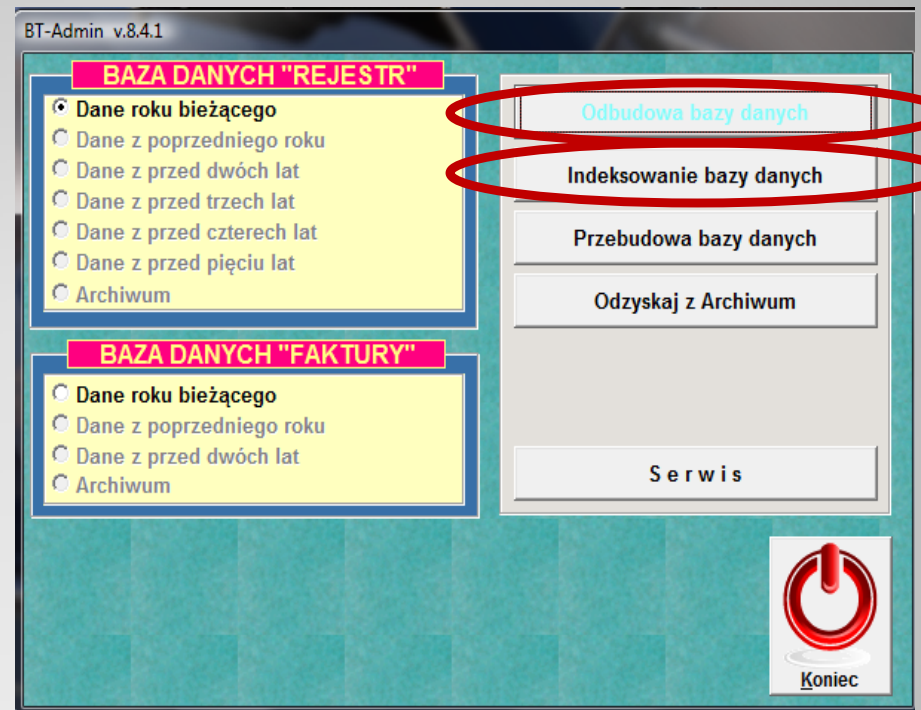 BT-Admin v.8.4.1
BAZA DANYCH "REJESTR"
Dane roku bieżącego
Dane z poprzedniego roku
Dane z przed dwóch lat
Dane z przed trzech lat
Dane z przed czterech lat
Dane z przed pięciu lat
Archiwum
BAZA DANYCH "FAKTURY"
Dane roku bieżącego
Dane z poprzedniego roku
Dane z przed dwóch lat
Archiwum
Odbudowa bazy danych
Indeksowanie bazy danych
Przebudowa bazy danych
Odzyskaj z Archiwum
S e r w i s
Koniec